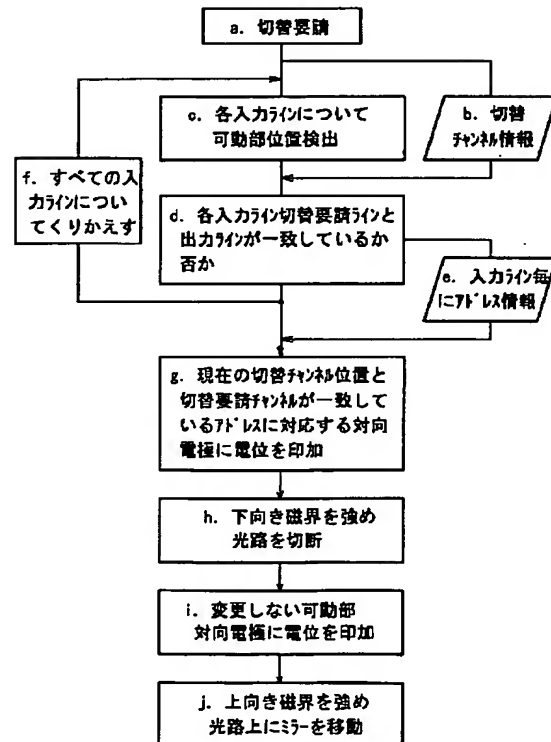 a. 切替要請
c. 各入力ラインについて
可動部位置検出
b. 切替
チャンネル情報
f. すべての入
力ラインについ
てくりかえす
d. 各入力ライン切替要請ラインと
出力ラインが一致しているか
否か
e. 入力ライン毎
にアドレス情報
g. 現在の切替チャンネル位置と
切替要請チャンネルが一致して
いるアドレスに対応する対向
電極に電位を印加
h. 下向き磁界を強め
光路を切断
i. 変更しない可動部
対向電極に電位を印加
j. 上向き磁界を強め
光路上にミラーを移動